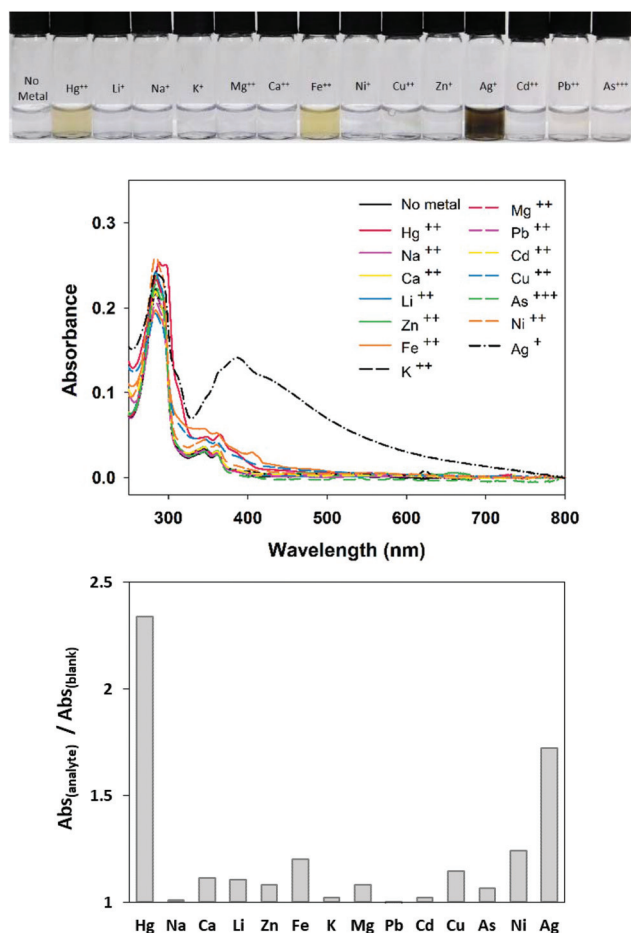 No
Metal
Hg⁺⁺
Li⁺
Na⁺
K⁺
Mg⁺⁺
Ca⁺⁺
Fe⁺⁺
Ni⁺
Cu⁺⁺
Zn⁺
Ag⁺
Cd⁺⁺
Pb⁺⁺
As⁺⁺⁺
No metal
Hg ⁺⁺
Na ⁺⁺
Ca ⁺⁺
Li ⁺⁺
Zn ⁺⁺
Fe ⁺⁺
K ⁺⁺
Mg ⁺⁺
Pb ⁺⁺
Cd ⁺⁺
Cu ⁺⁺
As ⁺⁺⁺
Ni ⁺⁺
Ag ⁺
Absorbance
0.3
0.2
0.1
0.0
300 400 500 600 700 800
Wavelength (nm)
Abs(analyte) / Abs(blank)
2.5
2
1.5
1
Hg Na Ca Li Zn Fe K Mg Pb Cd Cu As Ni Ag